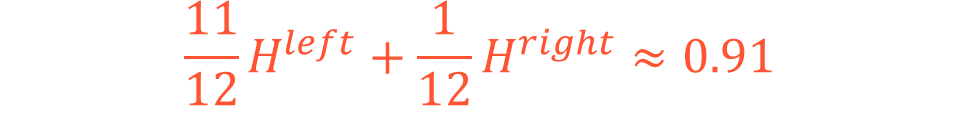 11/12 H^left + 1/12 H^right ≈ 0.91